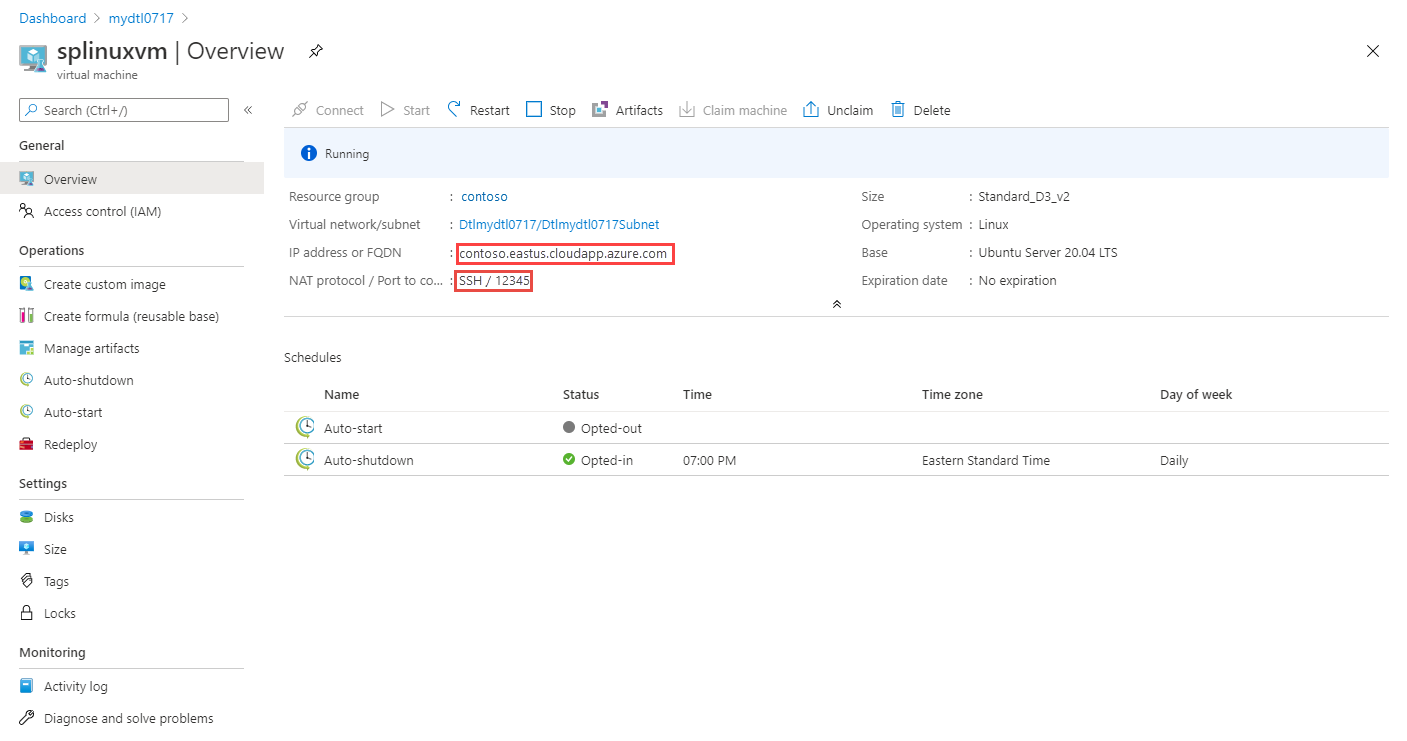 Dashboard > mydtl0717 >
splinuxvm | Overview
virtual machine
Search (Ctrl+/) «
General
Overview
Access control (IAM)
Operations
Create custom image
Create formula (reusable base)
Manage artifacts
Auto-shutdown
Auto-start
Redeploy
Settings
Disks
Size
Tags
Locks
Monitoring
Activity log
Diagnose and solve problems
Connect Start Restart Stop Artifacts Claim machine Unclaim Delete
Running
Resource group : contoso
Virtual network/subnet : Dtlmydtl0717/Dtlmydtl0717Subnet
IP address or FQDN : contoso.eastus.cloudapp.azure.com
NAT protocol / Port to co... : SSH / 12345
Size : Standard_D3_v2
Operating system : Linux
Base : Ubuntu Server 20.04 LTS
Expiration date : No expiration
Schedules
Name Status Time Time zone Day of week
Auto-start Opted-out
Auto-shutdown Opted-in 07:00 PM Eastern Standard Time Daily